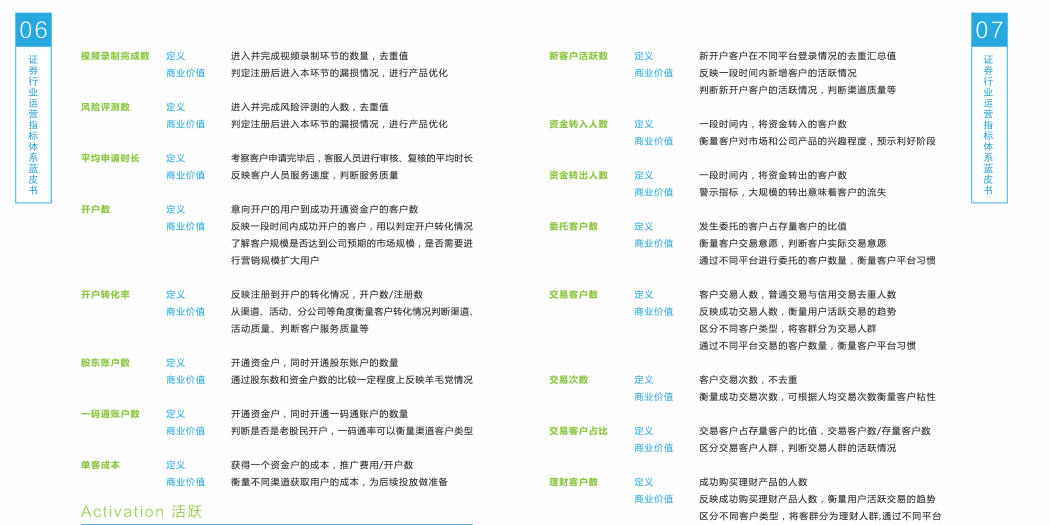 06
证券行业运营指标体系蓝皮书
视频录制完成数 定义 进入并完成视频录制环节的数量，去重值
商业价值 判定注册后进入本环节的漏损情况，进行产品优化
风险评测数 定义 进入并完成风险评测的人数，去重值
商业价值 判定注册后进入本环节的漏损情况，进行产品优化
平均申请时长 定义 考察客户申请完毕后，客服人员进行审核、复核的平均时长
商业价值 反映客户人员服务速度，判断服务质量
开户数 定义 意向开户的用户到成功开通资金户的客户数
商业价值 反映一段时间内成功开户的客户，用以判定开户转化情况
了解客户规模是否达到公司预期的市场规模，是否需要进
行营销规模扩大用户
开户转化率 定义 反映注册到开户的转化情况，开户数/注册数
商业价值 从渠道、活动、分公司等角度衡量客户转化情况判断渠道、
活动质量、判断客户服务质量等
股东账户数 定义 开通资金户，同时开通股东账户的数量
商业价值 通过股东数和资金户数的比较一定程度上反映羊毛党情况
一码通账户数 定义 开通资金户，同时开通一码通账户的数量
商业价值 判断是否是老股民开户，一码通率可以衡量渠道客户类型
单客成本 定义 获得一个资金户的成本，推广费用/开户数
商业价值 衡量不同渠道获取用户的成本，为后续投放做准备
Activation 活跃
07
证券行业运营指标体系蓝皮书
新客户活跃数 定义 新开户客户在不同平台登录情况的去重汇总值
商业价值 反映一段时间内新增客户的活跃情况
判断新开户客户的活跃情况，判断渠道质量等
资金转入人数 定义 一段时间内，将资金转入的客户数
商业价值 衡量客户对市场和公司产品的兴趣程度，预示利好阶段
资金转出人数 定义 一段时间内，将资金转出的客户数
商业价值 警示指标，大规模的转出意味着客户的流失
委托客户数 定义 发生委托的客户占存量客户的比值
商业价值 衡量客户交易意愿，判断客户实际交易意愿
通过不同平台进行委托的客户数量，衡量客户平台习惯
交易客户数 定义 客户交易人数，普通交易与信用交易去重人数
商业价值 反映成功交易人数，衡量用户活跃交易的趋势
区分不同客户类型，将客群分为交易人群
通过不同平台交易的客户数量，衡量客户平台习惯
交易次数 定义 客户交易次数，不去重
商业价值 衡量成功交易次数，可根据人均交易次数衡量客户粘性
交易客户占比 定义 交易客户占存量客户的比值，交易客户数/存量客户数
商业价值 区分交易客户人群，判断交易人群的活跃情况
理财客户数 定义 成功购买理财产品的人数
商业价值 反映成功购买理财产品人数，衡量用户活跃交易的趋势
区分不同客户类型，将客群分为理财人群,通过不同平台